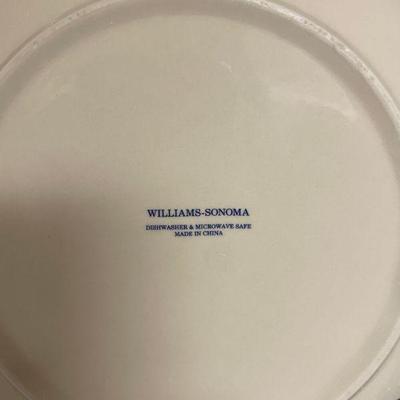 WILLIAMS-SONOMA
DISHWASHER & MICROWAVE SAFE
MADE IN CHINA